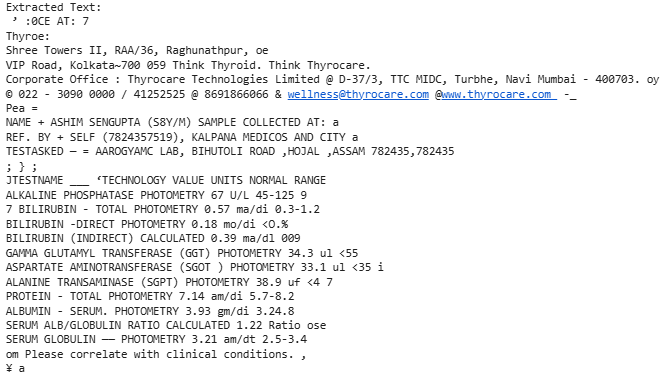 Extracted Text:
’ :0CE AT: 7
Thyroe:
Shree Towers II, RAA/36, Raghunathpur, oe
VIP Road, Kolkata~700 059 Think Thyroid. Think Thyrocare.
Corporate Office : Thyrocare Technologies Limited @ D-37/3, TTC MIDC, Turbhe, Navi Mumbai - 400703. oy
© 022 - 3090 0000 / 41252525 @ 8691866066 & wellness@thyrocare.com @www.thyrocare.com -_
Pea =
NAME + ASHIM SENGUPTA (S8Y/M) SAMPLE COLLECTED AT: a
REF. BY + SELF (7824357519), KALPANA MEDICOS AND CITY a
TESTASKED — = AAROGYAMC LAB, BIHUTOLI ROAD ,HOJAL ,ASSAM 782435,782435
; } ;
JTESTNAME ___ ‘TECHNOLOGY VALUE UNITS NORMAL RANGE
ALKALINE PHOSPHATASE PHOTOMETRY 67 U/L 45-125 9
7 BILIRUBIN - TOTAL PHOTOMETRY 0.57 ma/di 0.3-1.2
BILIRUBIN -DIRECT PHOTOMETRY 0.18 mo/di <O.%
BILIRUBIN (INDIRECT) CALCULATED 0.39 ma/dl 009
GAMMA GLUTAMYL TRANSFERASE (GGT) PHOTOMETRY 34.3 ul <55
ASPARTATE AMINOTRANSFERASE (SGOT ) PHOTOMETRY 33.1 ul <35 i
ALANINE TRANSAMINASE (SGPT) PHOTOMETRY 38.9 uf <4 7
PROTEIN - TOTAL PHOTOMETRY 7.14 am/di 5.7-8.2
ALBUMIN - SERUM. PHOTOMETRY 3.93 gm/di 3.24.8
SERUM ALB/GLOBULIN RATIO CALCULATED 1.22 Ratio ose
SERUM GLOBULIN —— PHOTOMETRY 3.21 am/dt 2.5-3.4
om Please correlate with clinical conditions. ,
¥ a